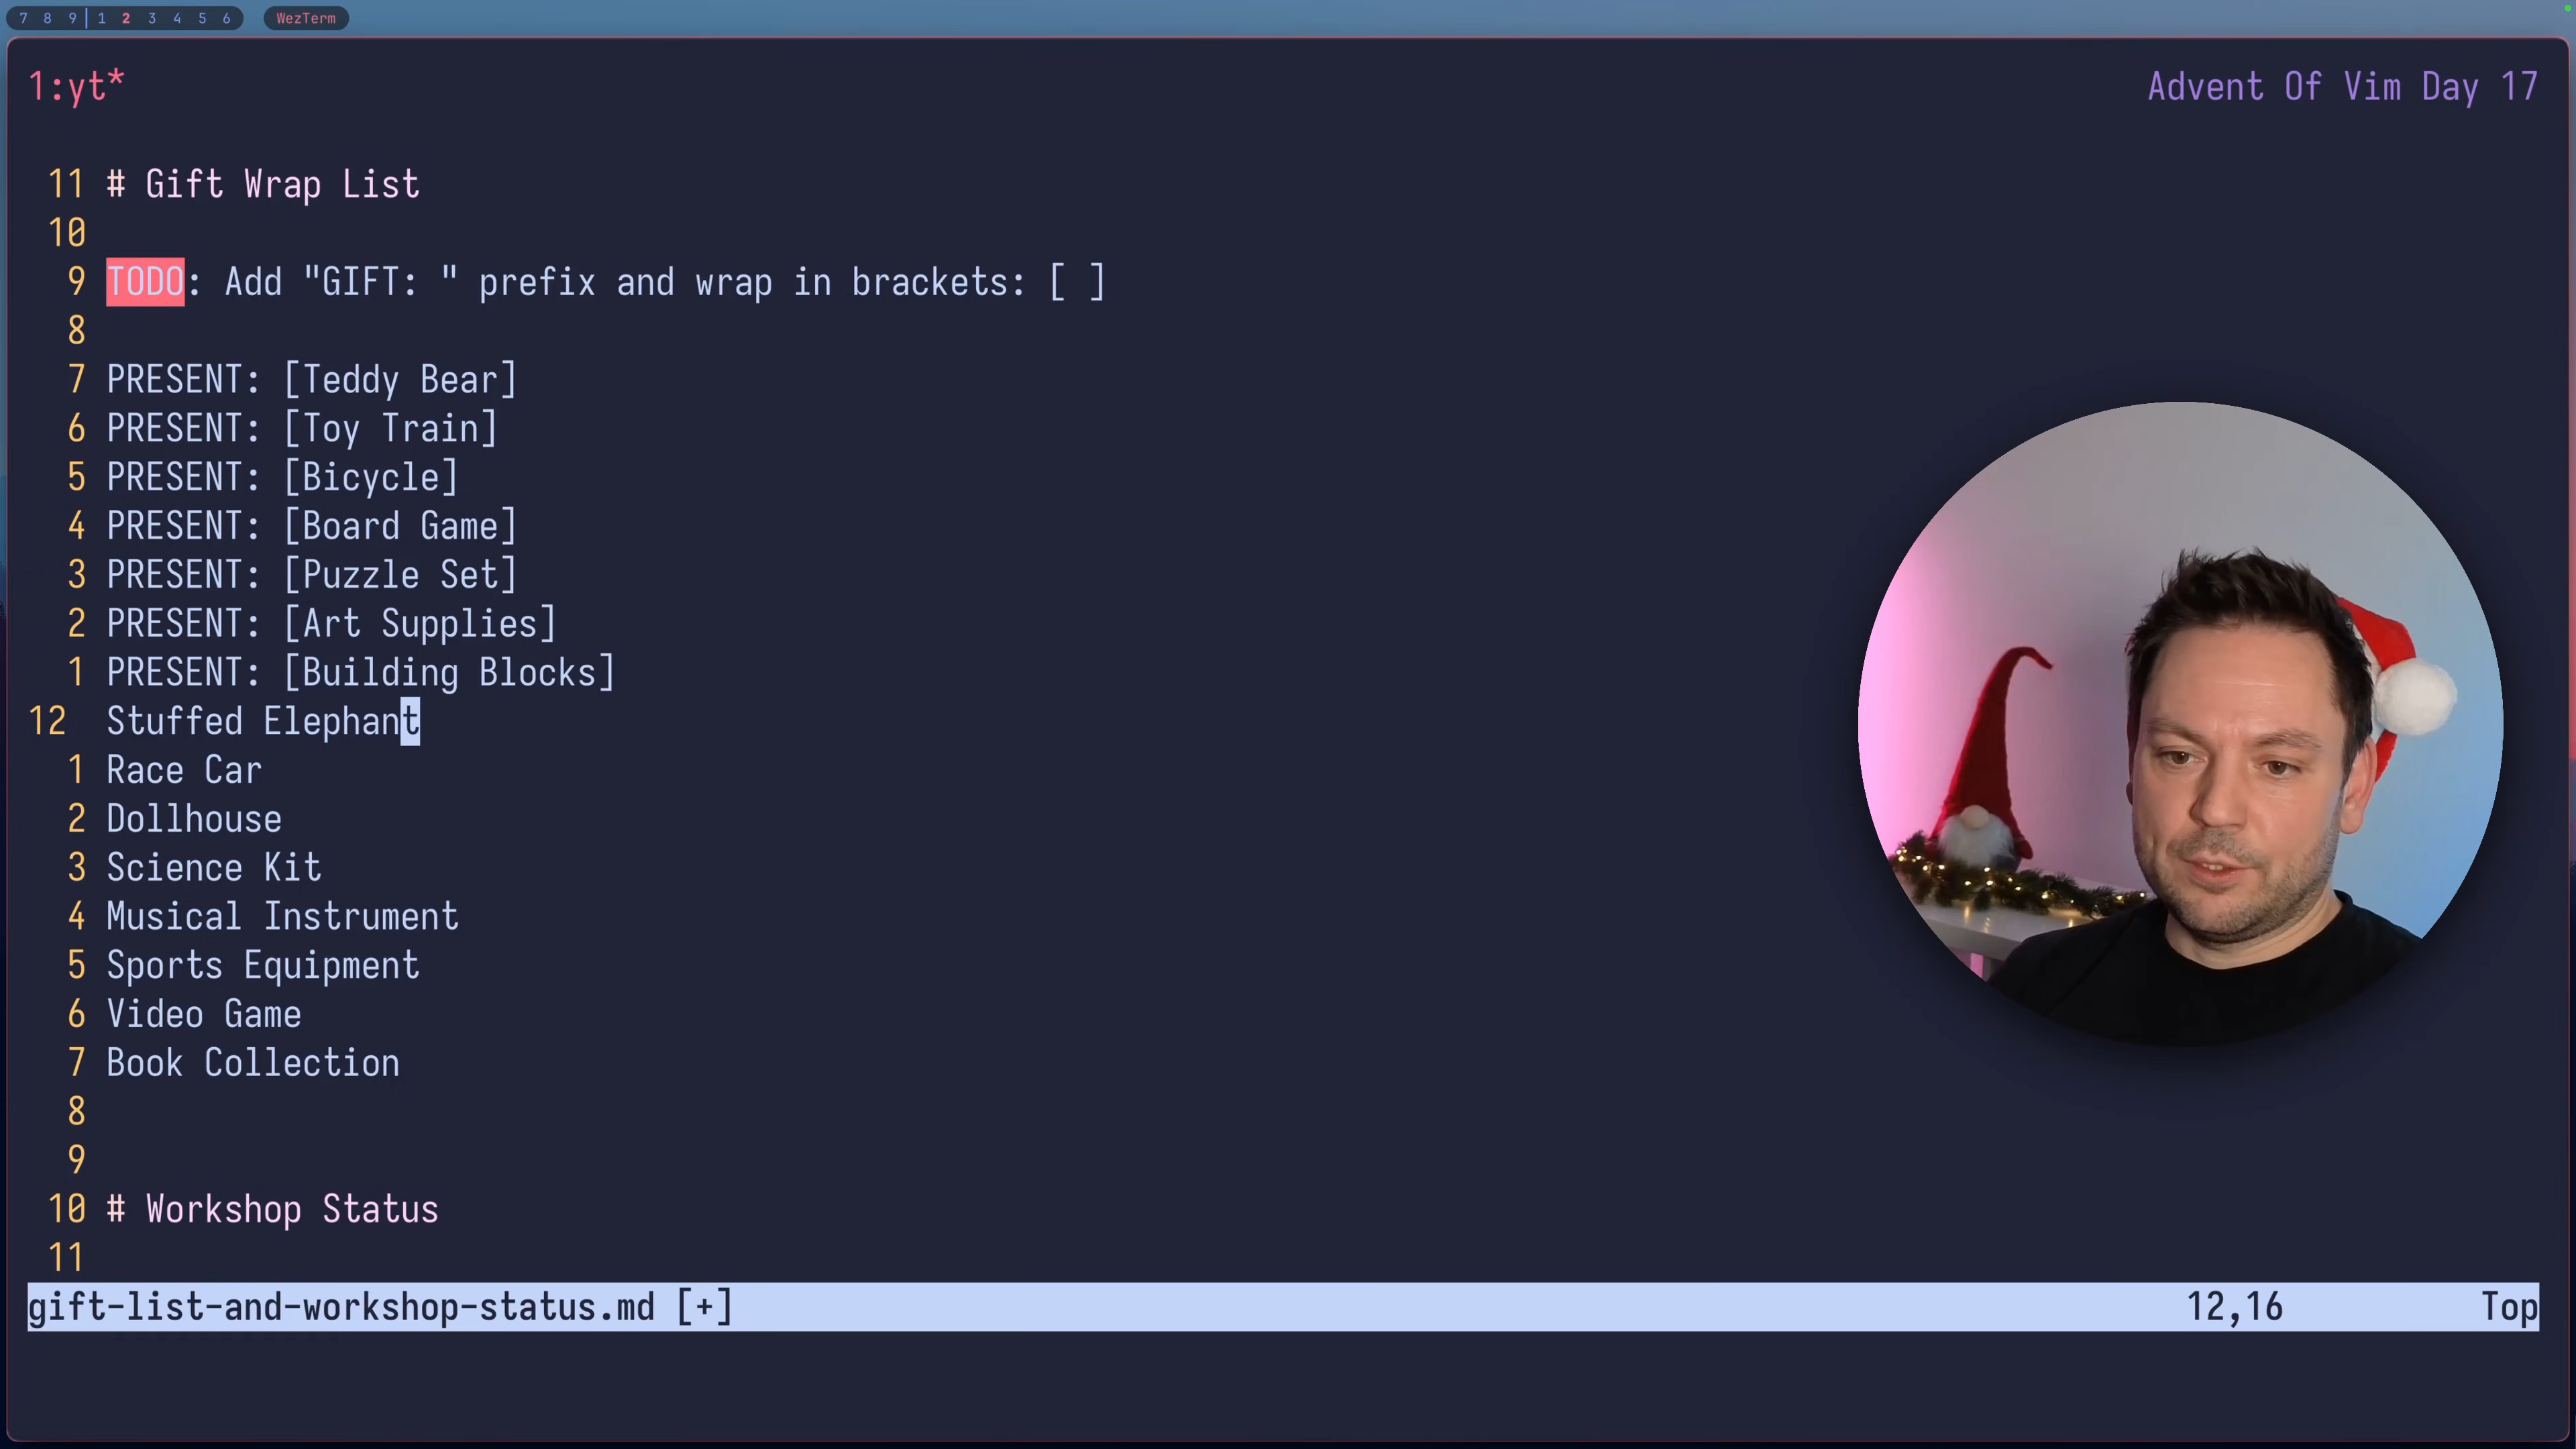 7 8 9 1 2 3 4 5 6 WezTerm
1:yt* Advent Of Vim Day 17
11 # Gift Wrap List
10
9 TODO: Add "GIFT: " prefix and wrap in brackets: [ ]
8
7 PRESENT: [Teddy Bear]
6 PRESENT: [Toy Train]
5 PRESENT: [Bicycle]
4 PRESENT: [Board Game]
3 PRESENT: [Puzzle Set]
2 PRESENT: [Art Supplies]
1 PRESENT: [Building Blocks]
12 Stuffed Elephant
1 Race Car
2 Dollhouse
3 Science Kit
4 Musical Instrument
5 Sports Equipment
6 Video Game
7 Book Collection
8
9
10 # Workshop Status
11
gift-list-and-workshop-status.md [+] 12,16 Top